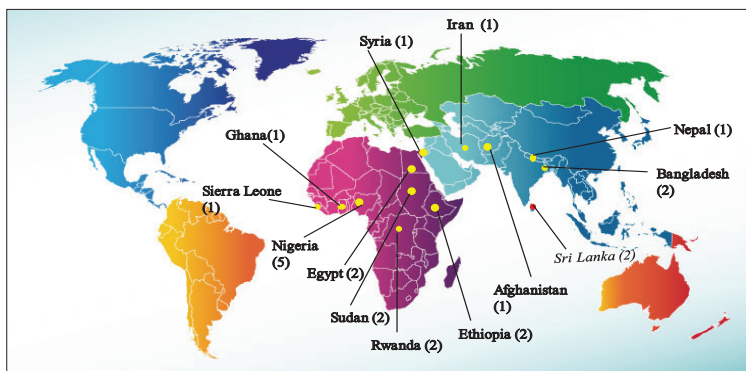 Iran (1)
Syria (1)
Ghana(1)
Nepal (1)
Bangladesh
(2)
Sierra Leone
(1)
Nigeria
(5)
Sri Lanka (2)
Egypt (2)
Afghanistan
(1)
Sudan (2)
Ethiopia (2)
Rwanda (2)